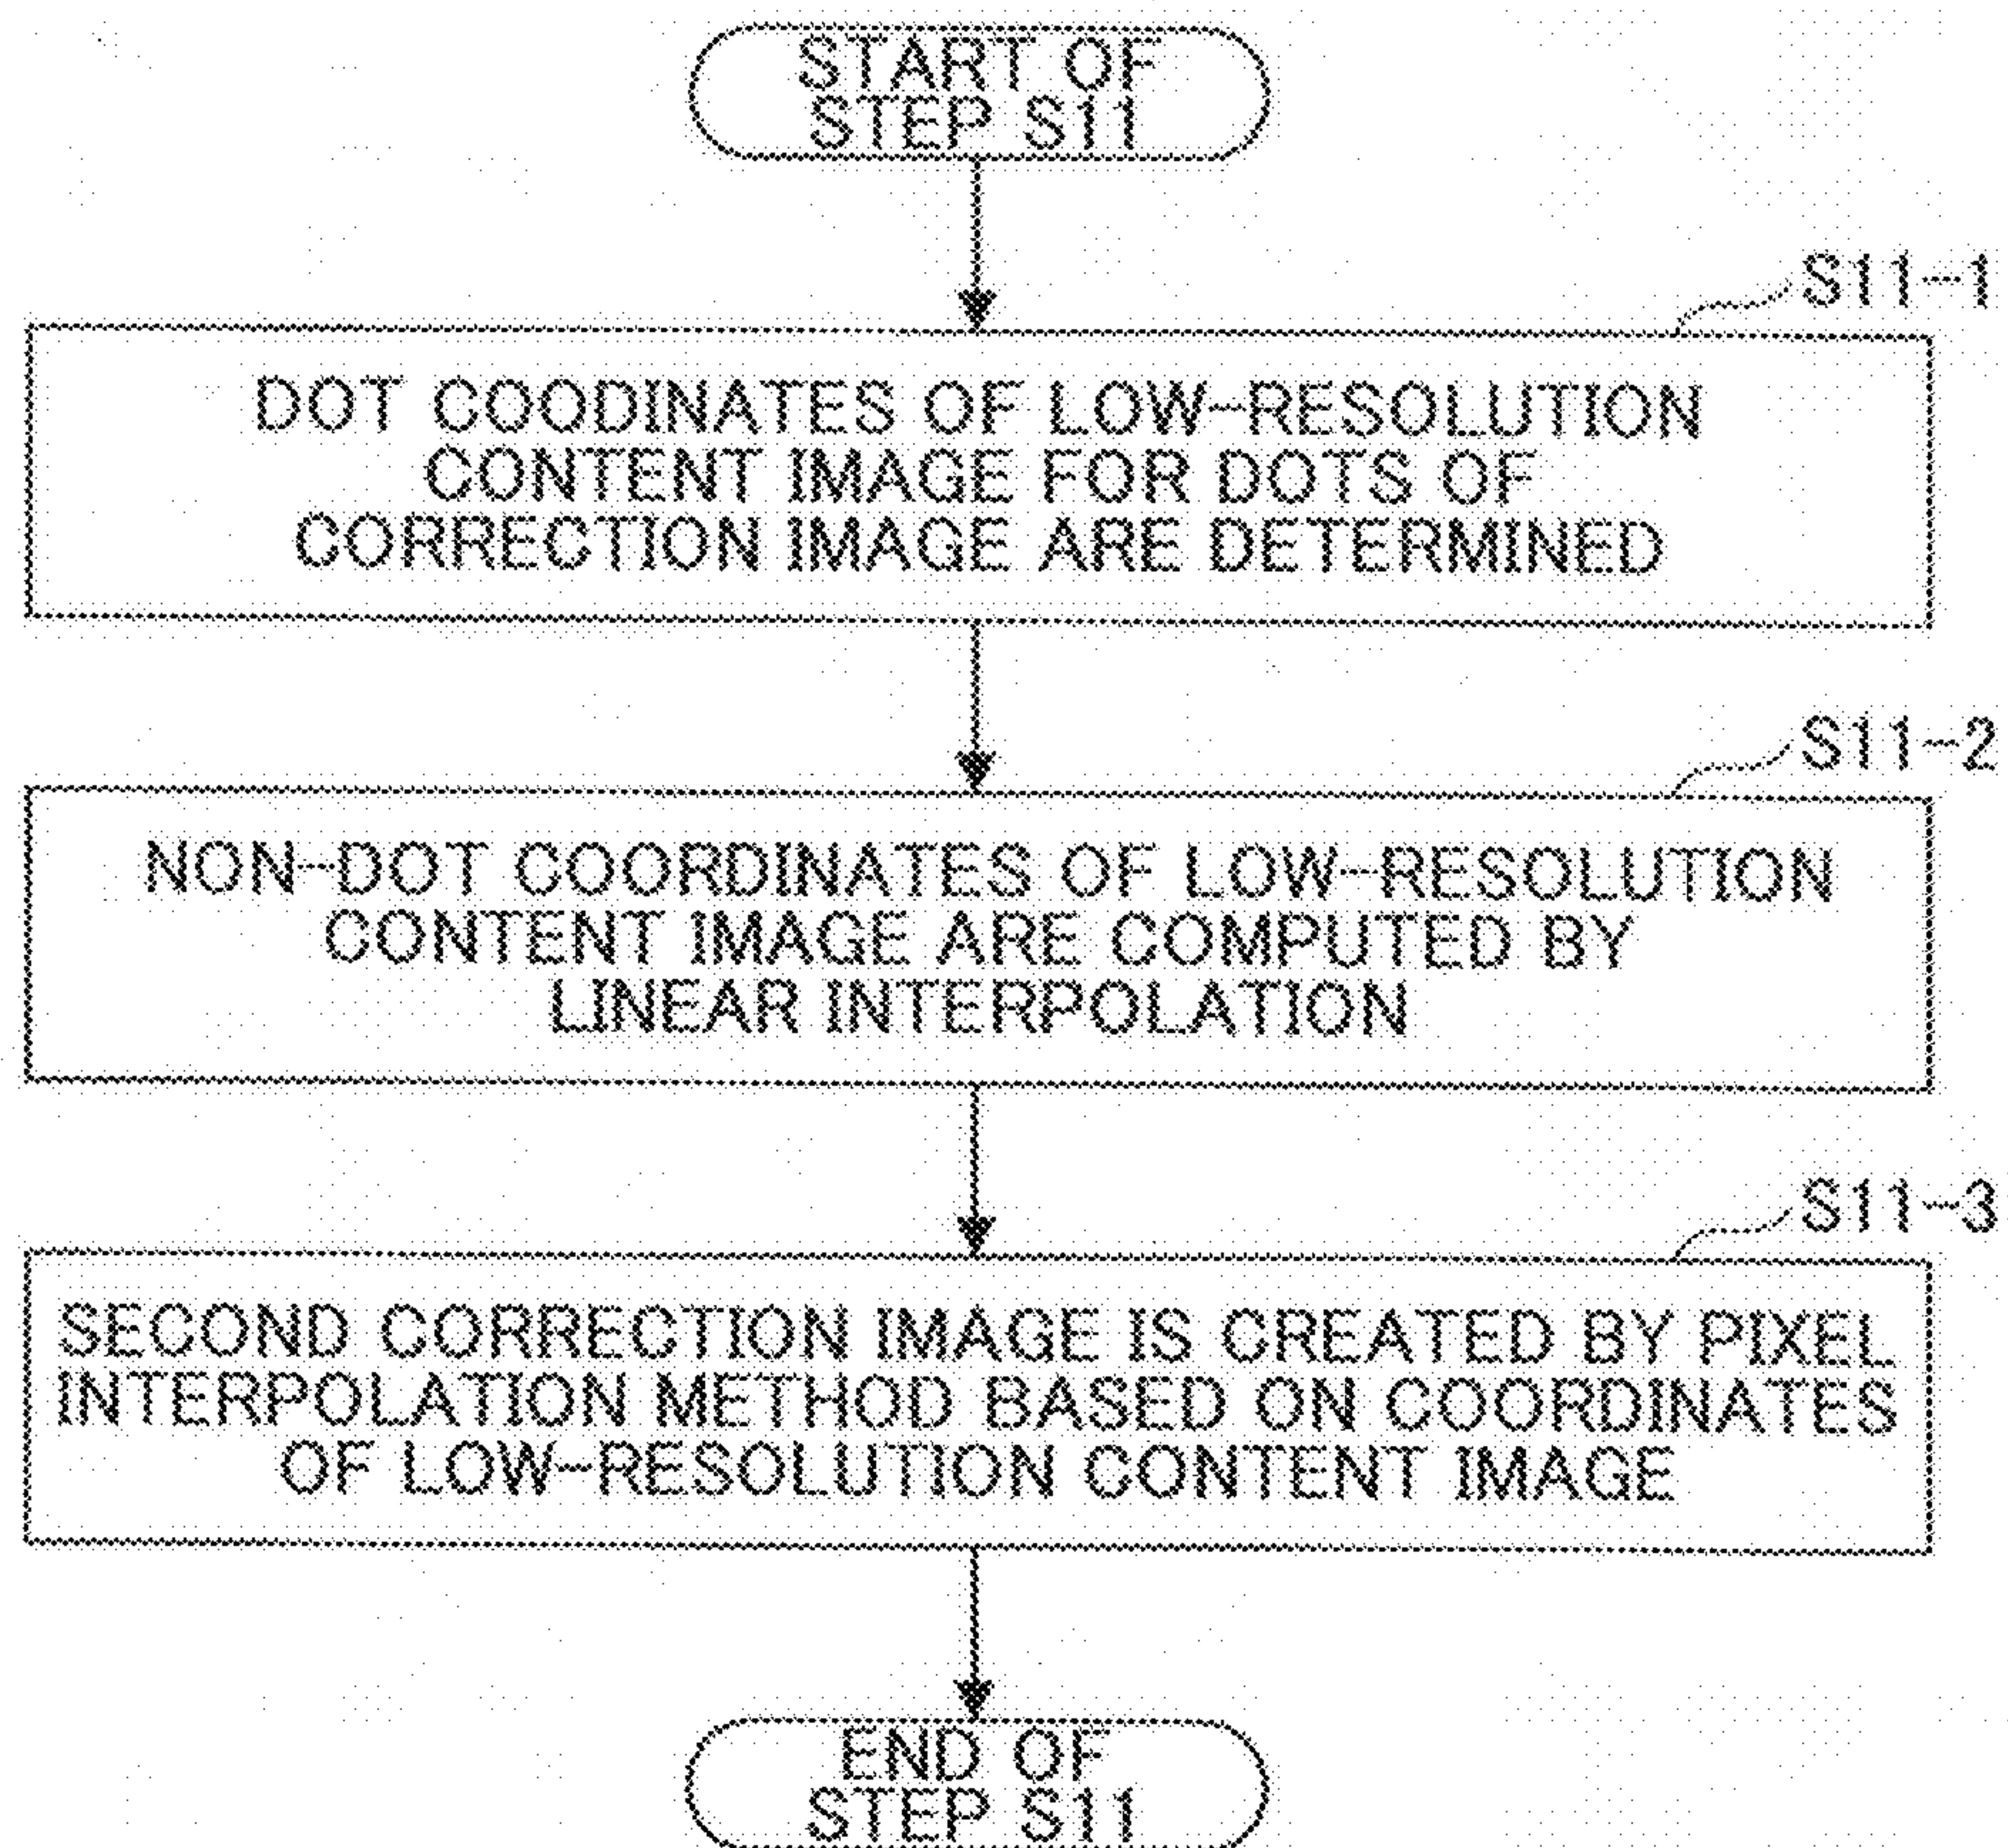 START OF
STEP S11
S11-1
DOT COODINATES OF LOW-RESOLUTION
CONTENT IMAGE FOR DOTS OF
CORRECTION IMAGE ARE DETERMINED
S11-2
NON-DOT COORDINATES OF LOW-RESOLUTION
CONTENT IMAGE ARE COMPUTED BY
LINEAR INTERPOLATION
S11-3
SECOND CORRECTION IMAGE IS CREATED BY PIXEL
INTERPOLATION METHOD BASED ON COORDINATES
OF LOW-RESOLUTION CONTENT IMAGE
END OF
STEP S11